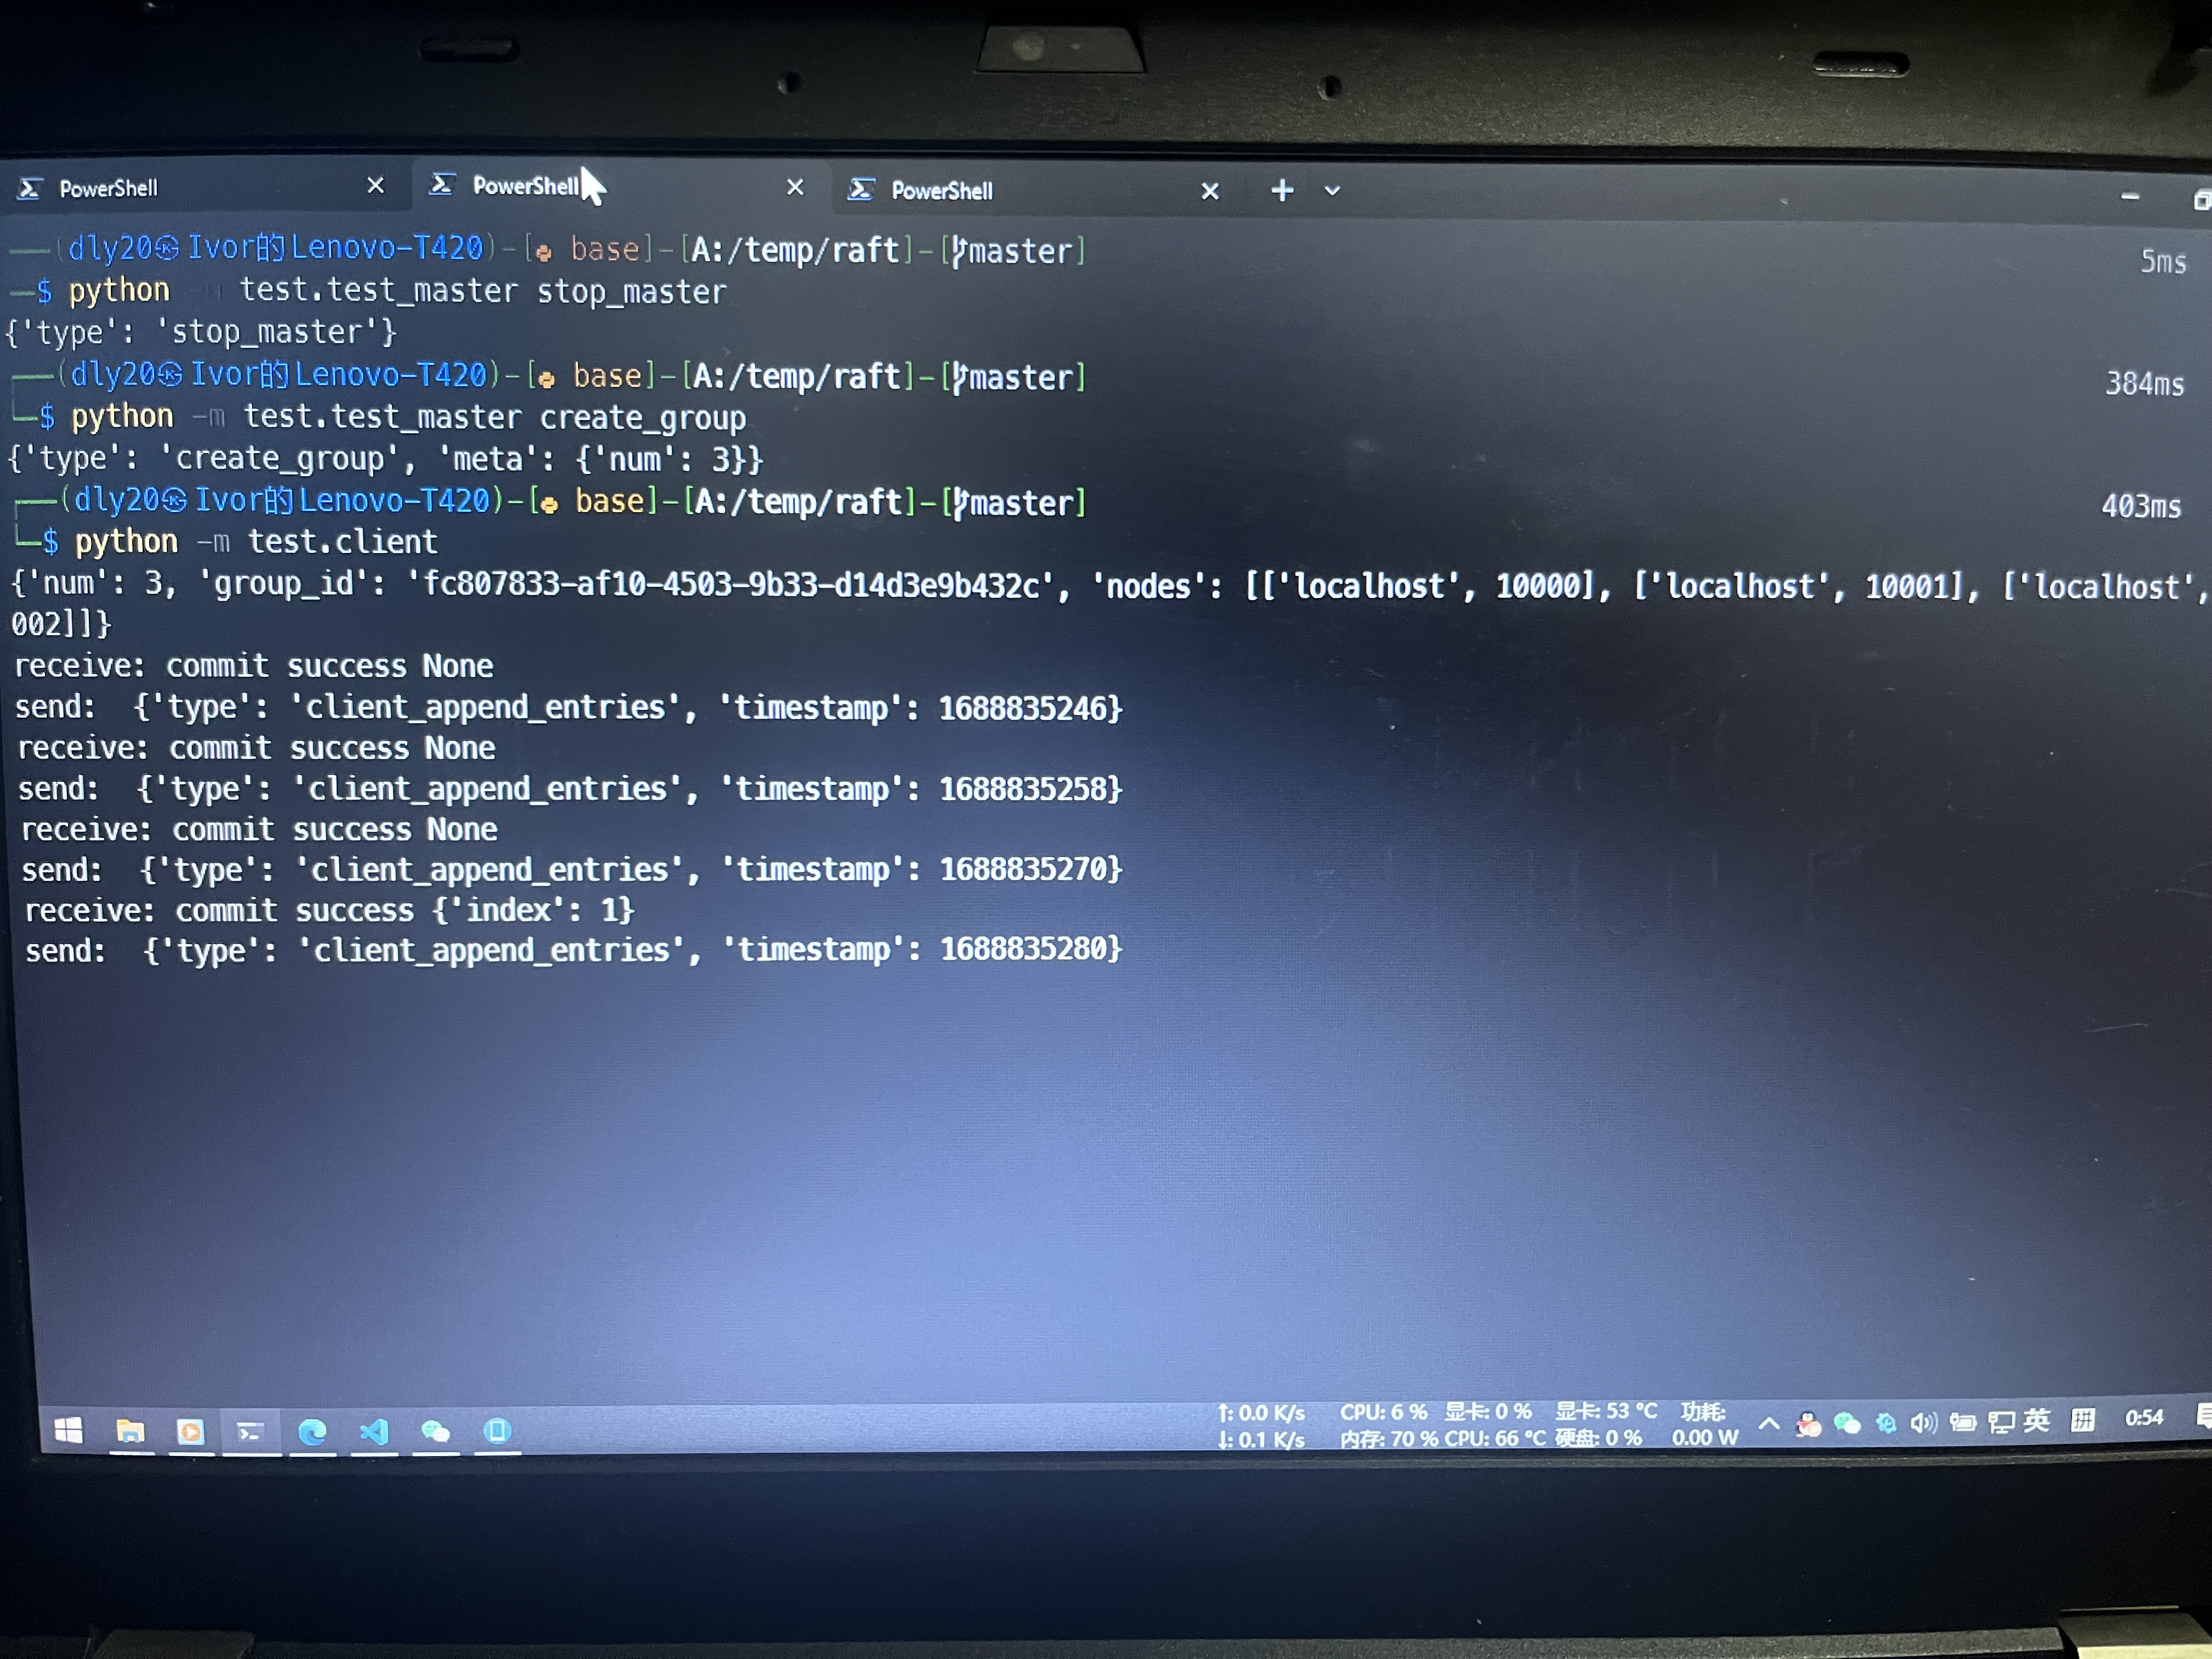 PowerShell
PowerShell
PowerShell
(dly20㉿Ivor的Lenovo-T420)-[base]-[A:/temp/raft]-[master] 5ms
$ python test.test_master stop_master
{'type': 'stop_master'}
(dly20㉿Ivor的Lenovo-T420)-[base]-[A:/temp/raft]-[master] 384ms
$ python -m test.test_master create_group
{'type': 'create_group', 'meta': {'num': 3}}
(dly20㉿Ivor的Lenovo-T420)-[base]-[A:/temp/raft]-[master] 403ms
$ python -m test.client
{'num': 3, 'group_id': 'fc807833-af10-4503-9b33-d14d3e9b432c', 'nodes': [['localhost', 10000], ['localhost', 10001], ['localhost',
002]]}
receive: commit success None
send: {'type': 'client_append_entries', 'timestamp': 1688835246}
receive: commit success None
send: {'type': 'client_append_entries', 'timestamp': 1688835258}
receive: commit success None
send: {'type': 'client_append_entries', 'timestamp': 1688835270}
receive: commit success {'index': 1}
send: {'type': 'client_append_entries', 'timestamp': 1688835280}
↑: 0.0 K/s CPU: 6 % 显卡: 0 % 显卡: 53 °C 功耗:
↓: 0.1 K/s 内存: 70 % CPU: 66 °C 硬盘: 0 % 0.00 W
英 拼 0:54